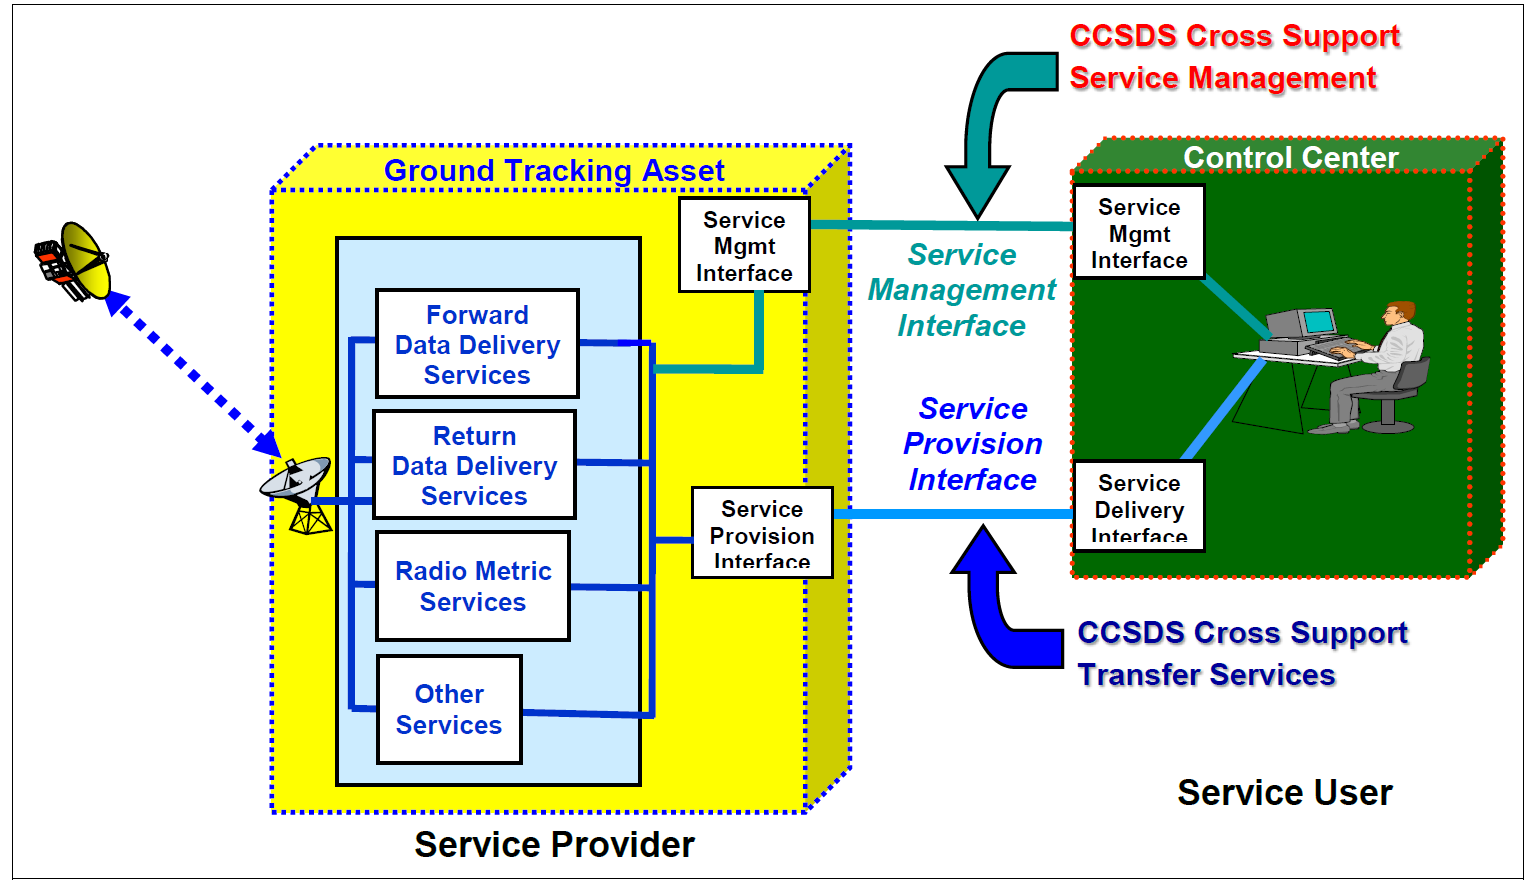 CCSDS Cross Support
Service Management
Ground Tracking Asset
Control Center
Service
Mgmt
Interface
Service
Mgmt
Interface
Service
Management
Interface
Forward
Data Delivery
Services
Return
Data Delivery
Services
Radio Metric
Services
Other
Services
Service
Provision
Interface
Service
Provision
Interface
Service
Delivery
Interface
CCSDS Cross Support
Transfer Services
Service User
Service Provider